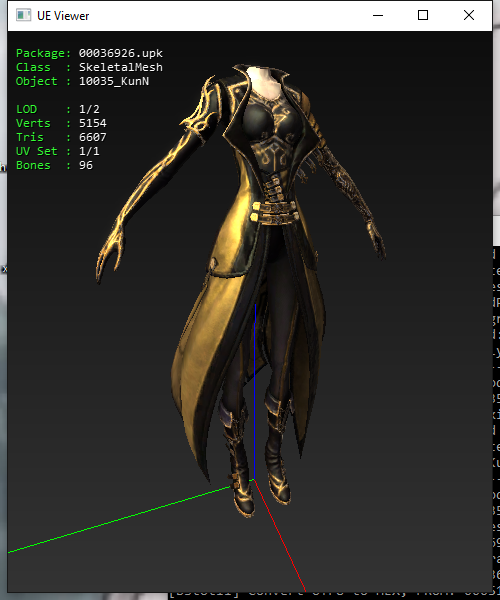 UE Viewer
Package: 00036926.upk
Class  : SkeletalMesh
Object : 10035_KunN
LOD    : 1/2
Verts  : 5154
Tris   : 6607
UV Set : 1/1
Bones  : 96